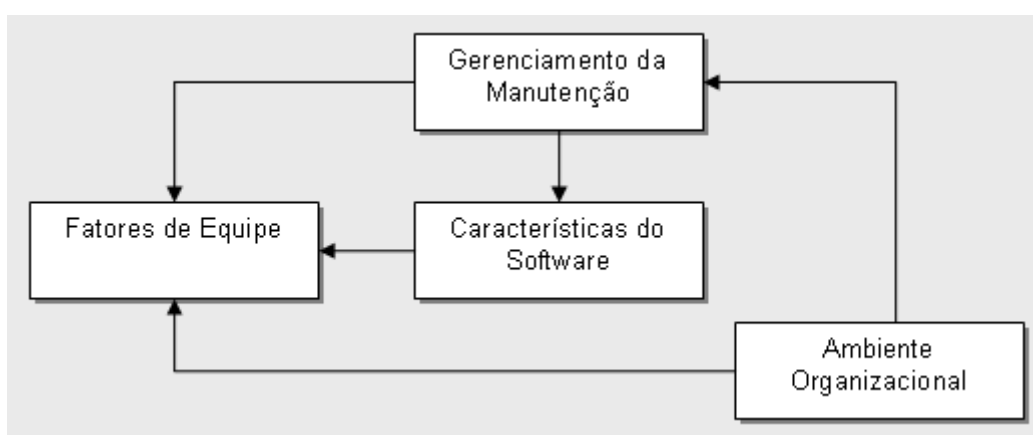 Gerenciamento da
Manutenção
Fatores de Equipe
Características do
Software
Ambiente
Organizacional